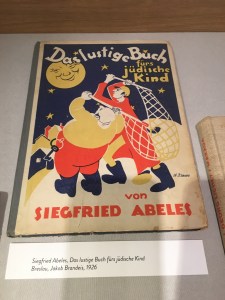 Das lustige Buch
fürs
jüdische
Kind
von
SIEGFRIED ABELES
Siegfried Abeles, Das lustige Buch fürs jüdische Kind
Breslau, Jakob Brandeis, 1926